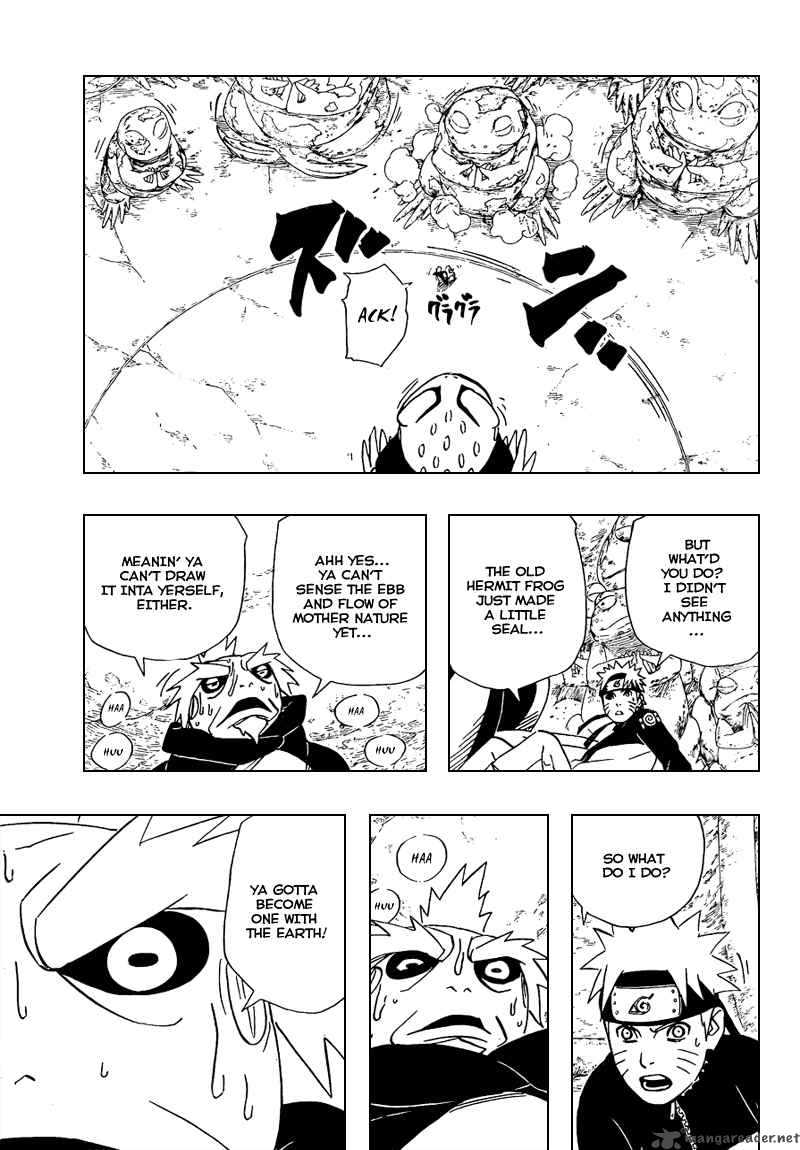 ズン
ACK!
グラグラ
BUT
WHAT'D
YOU DO?
I DIDN'T
SEE
ANYTHING
...
THE OLD
HERMIT FROG
JUST MADE
A LITTLE
SEAL...
AHH YES...
YA CAN'T
SENSE THE EBB
AND FLOW OF
MOTHER NATURE
YET...
MEANIN' YA
CAN'T DRAW
IT INTA YERSELF,
EITHER.
HAA
HUU
HAA
HUU
SO WHAT
DO I DO?
HAA
HUU
YA GOTTA
BECOME
ONE WITH
THE EARTH!
mangareader.net